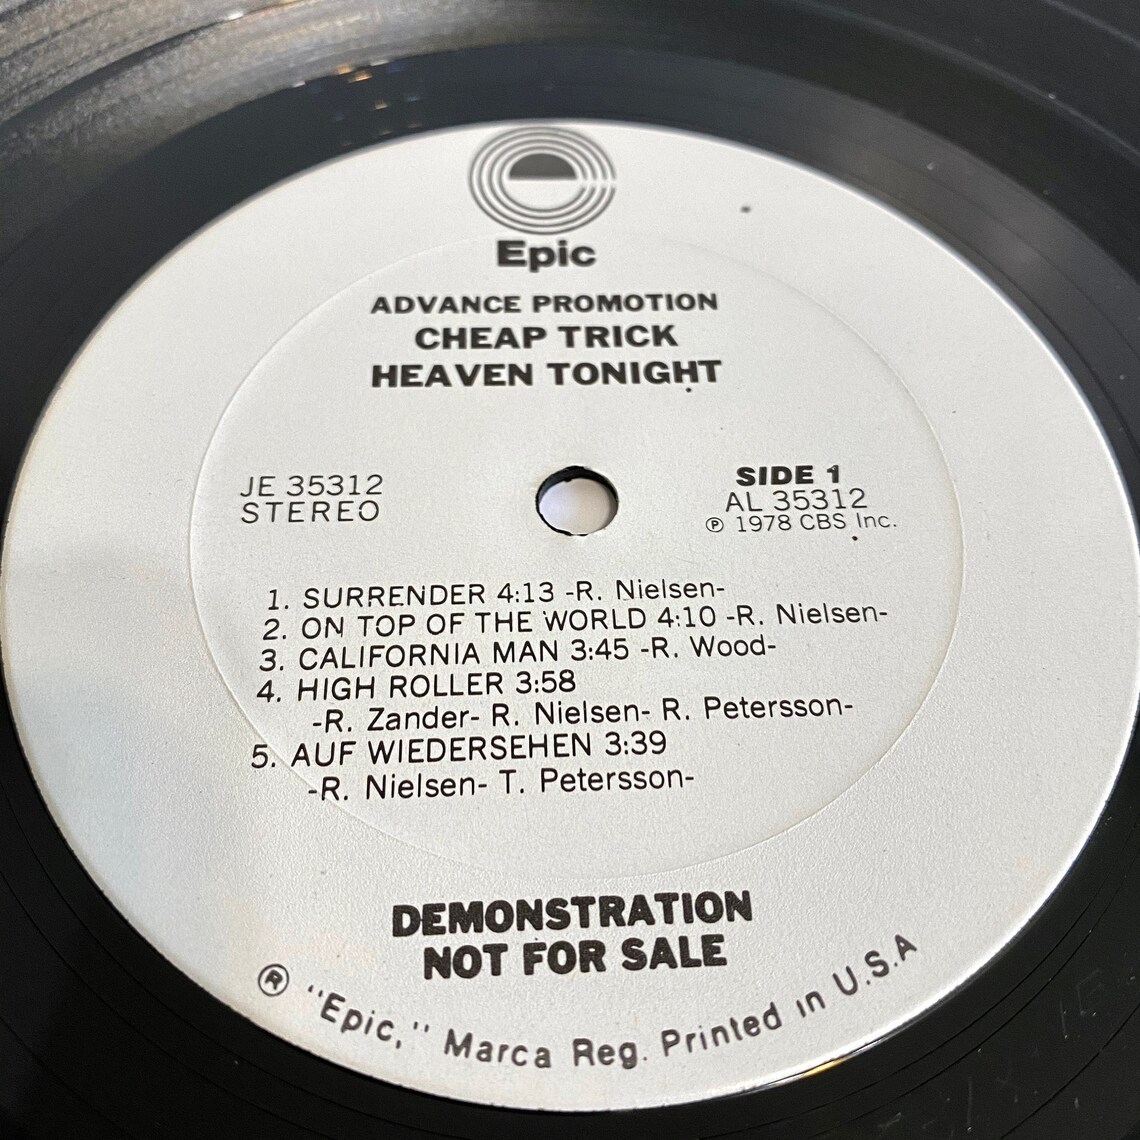 Epic
ADVANCE PROMOTION
CHEAP TRICK
HEAVEN TONIGHT
JE 35312
STEREO
SIDE 1
AL 35312
℗ 1978 CBS Inc.
1. SURRENDER 4:13 -R. Nielsen-
2. ON TOP OF THE WORLD 4:10 -R. Nielsen-
3. CALIFORNIA MAN 3:45 -R. Wood-
4. HIGH ROLLER 3:58
-R. Zander- R. Nielsen- R. Petersson-
5. AUF WIEDERSEHEN 3:39
-R. Nielsen- T. Petersson-
DEMONSTRATION
NOT FOR SALE
® "Epic," Marca Reg. Printed in U.S.A